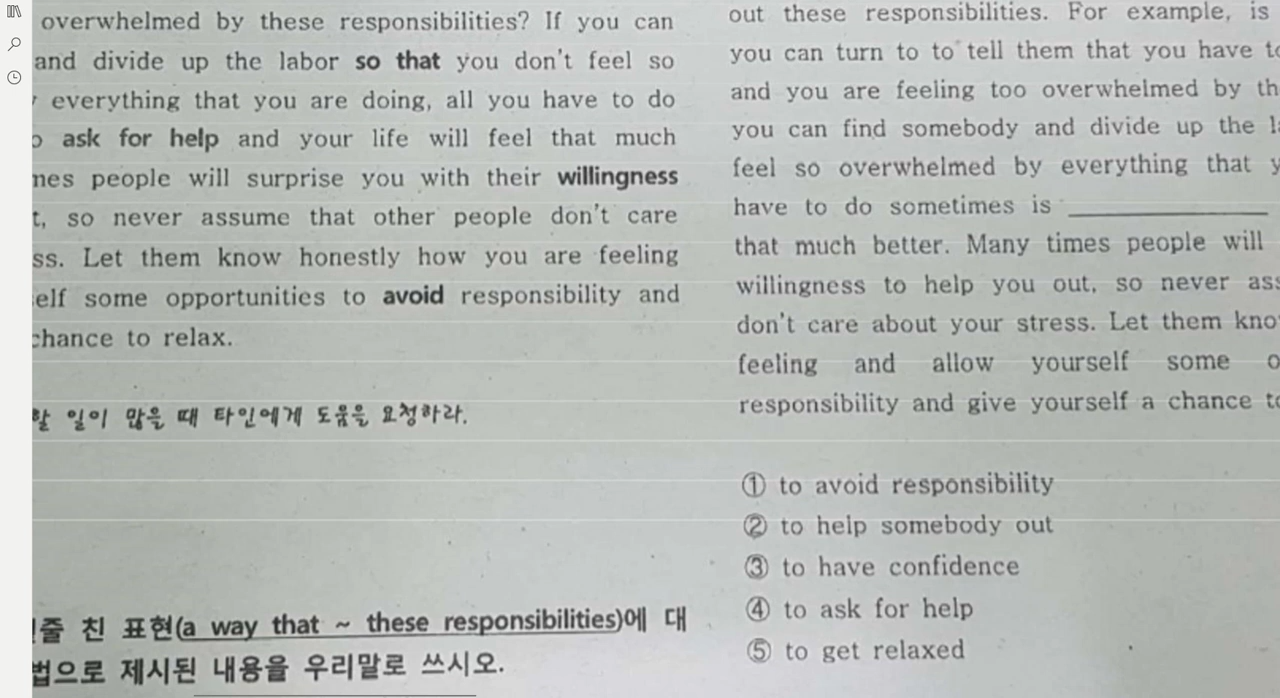 overwhelmed by these responsibilities? If you can
and divide up the labor so that you don't feel so
everything that you are doing, all you have to do
ask for help and your life will feel that much
people will surprise you with their willingness
so never assume that other people don't care
Let them know honestly how you are feeling
some opportunities to avoid responsibility and
chance to relax.
할 일이 많을 때 타인에게 도움을 요청하라.
친 표현(a way that ~ these responsibilities)에 대
제시된 내용을 우리말로 쓰시오.
out these responsibilities. For example, is
you can turn to to tell them that you have
and you are feeling too overwhelmed by
you can find somebody and divide up the
feel so overwhelmed by everything that
have to do sometimes is ____________
that much better. Many times people will
willingness to help you out, so never
don't care about your stress. Let them
feeling and allow yourself some
responsibility and give yourself a chance
① to avoid responsibility
② to help somebody out
③ to have confidence
④ to ask for help
⑤ to get relaxed